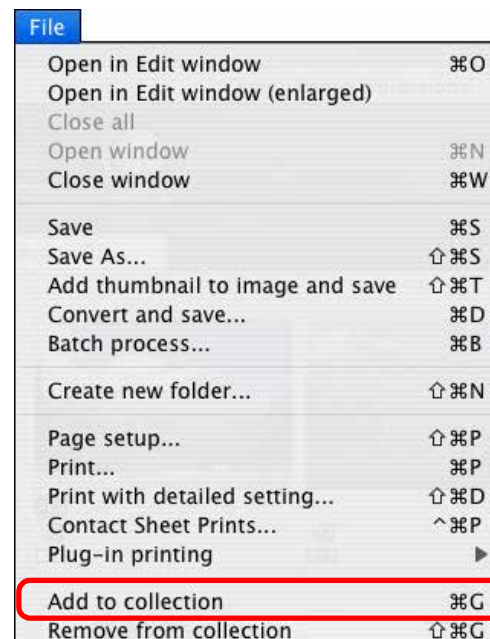 File
Open in Edit window ⌘O
Open in Edit window (enlarged)
Close all
Open window ⌘N
Close window ⌘W
Save ⌘S
Save As... ⇧⌘S
Add thumbnail to image and save ⇧⌘T
Convert and save... ⌘D
Batch process... ⌘B
Create new folder... ⇧⌘N
Page setup... ⇧⌘P
Print... ⌘P
Print with detailed setting... ⇧⌘D
Contact Sheet Prints... ^⌘P
Plug-in printing ▶
Add to collection ⌘G
Remove from collection ⇧⌘G